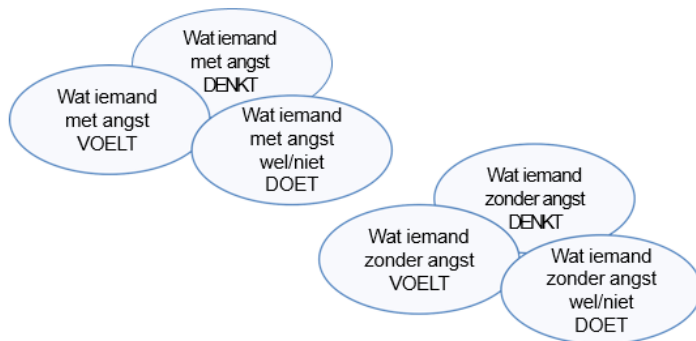 Wat iemand
met angst
DENKT
Wat iemand
met angst
VOELT
Wat iemand
met angst
wel/niet
DOET
Wat iemand
zonder angst
DENKT
Wat iemand
zonder angst
VOELT
Wat iemand
zonder angst
wel/niet
DOET